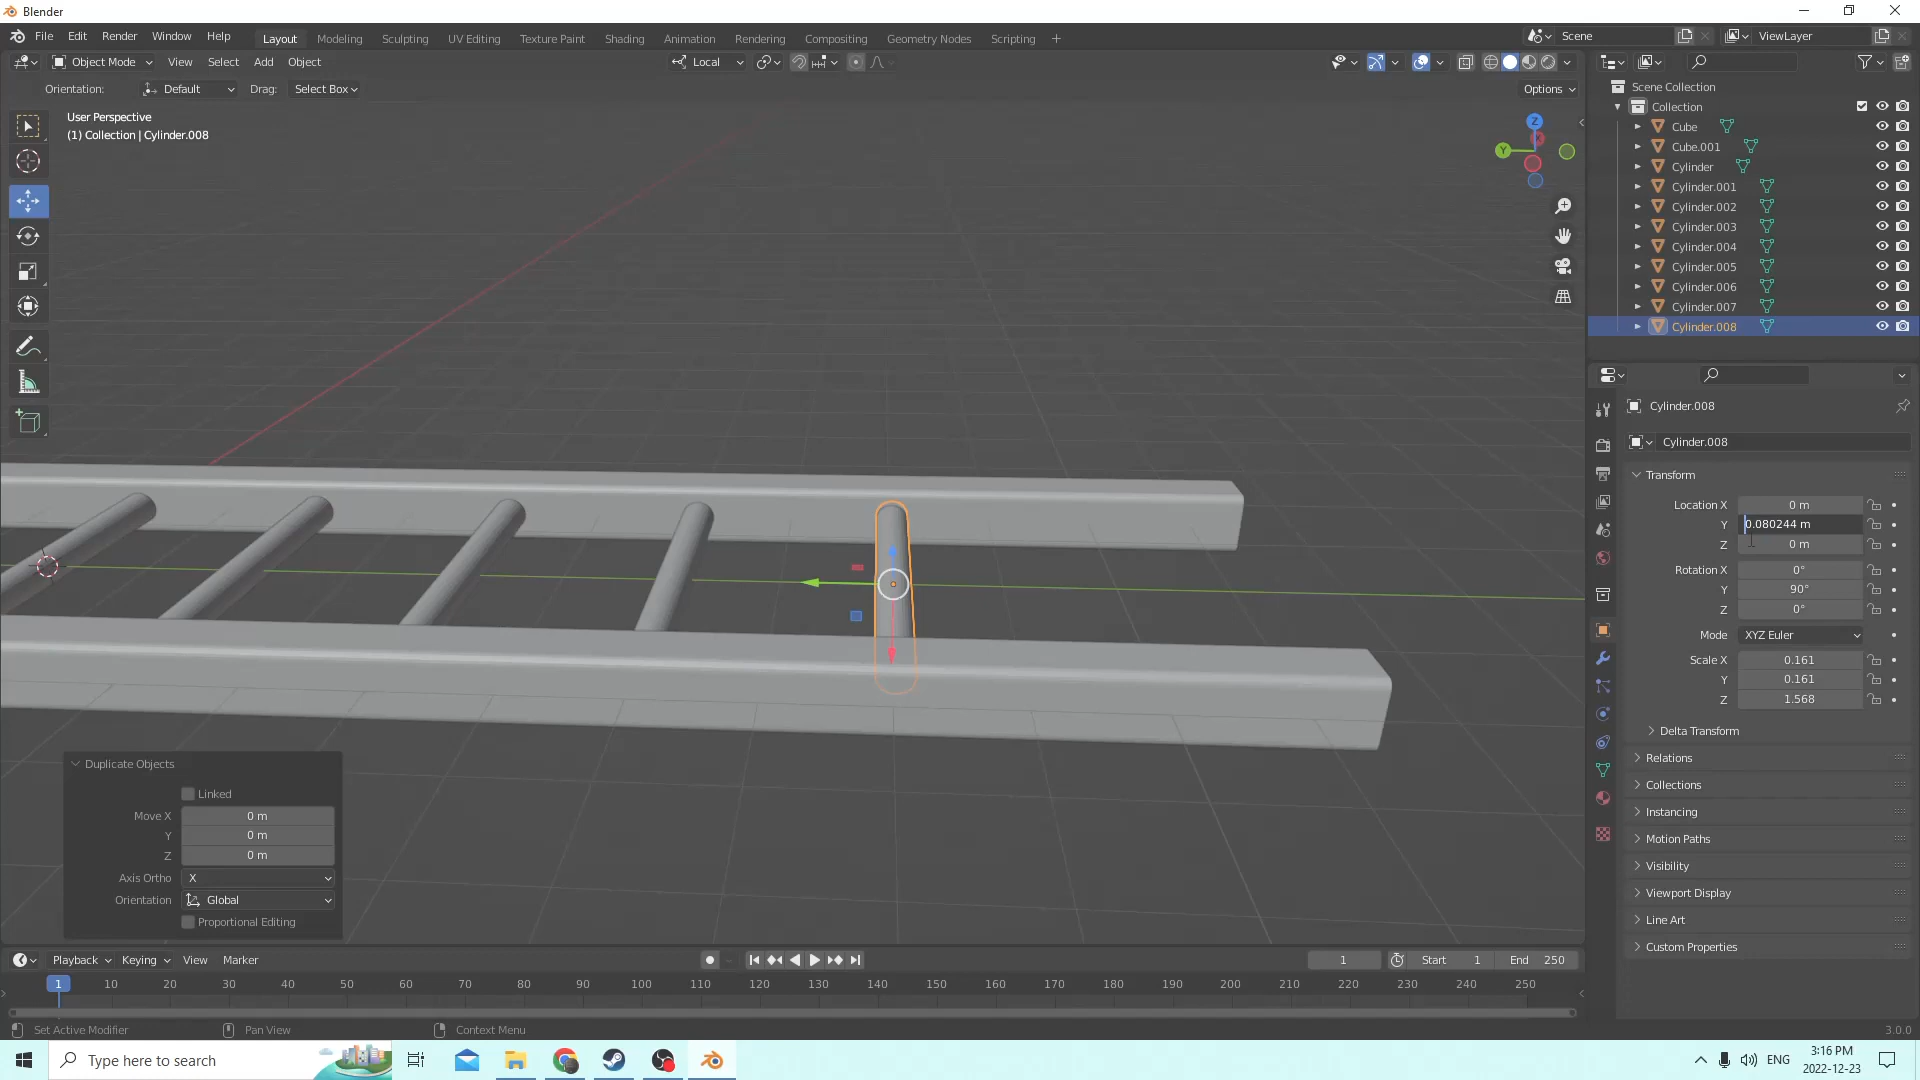 Blender
File Edit Render Window Help
Layout Modeling Sculpting UV Editing Texture Paint Shading Animation Rendering Compositing Geometry Nodes Scripting +
Scene ViewLayer
Object Mode View Select Add Object
Local
Orientation: Default Drag: Select Box
Options
User Perspective
(1) Collection | Cylinder.008
Z
Y
Scene Collection
Collection
Cube
Cube.001
Cylinder
Cylinder.001
Cylinder.002
Cylinder.003
Cylinder.004
Cylinder.005
Cylinder.006
Cylinder.007
Cylinder.008
Cylinder.008
Cylinder.008
Transform
Location X 0 m
Y 0.080244 m
Z 0 m
Rotation X 0°
Y 90°
Z 0°
Mode XYZ Euler
Scale X 0.161
Y 0.161
Z 1.568
Delta Transform
Relations
Collections
Instancing
Motion Paths
Visibility
Viewport Display
Line Art
Custom Properties
Duplicate Objects
Linked
Move X 0 m
Y 0 m
Z 0 m
Axis Ortho X
Orientation Global
Proportional Editing
Playback Keying View Marker
1 Start 1 End 250
1 10 20 30 40 50 60 70 80 90 100 110 120 130 140 150 160 170 180 190 200 210 220 230 240 250
Set Active Modifier Pan View Context Menu
3.0.0
Type here to search
ENG
3:16 PM
2022-12-23